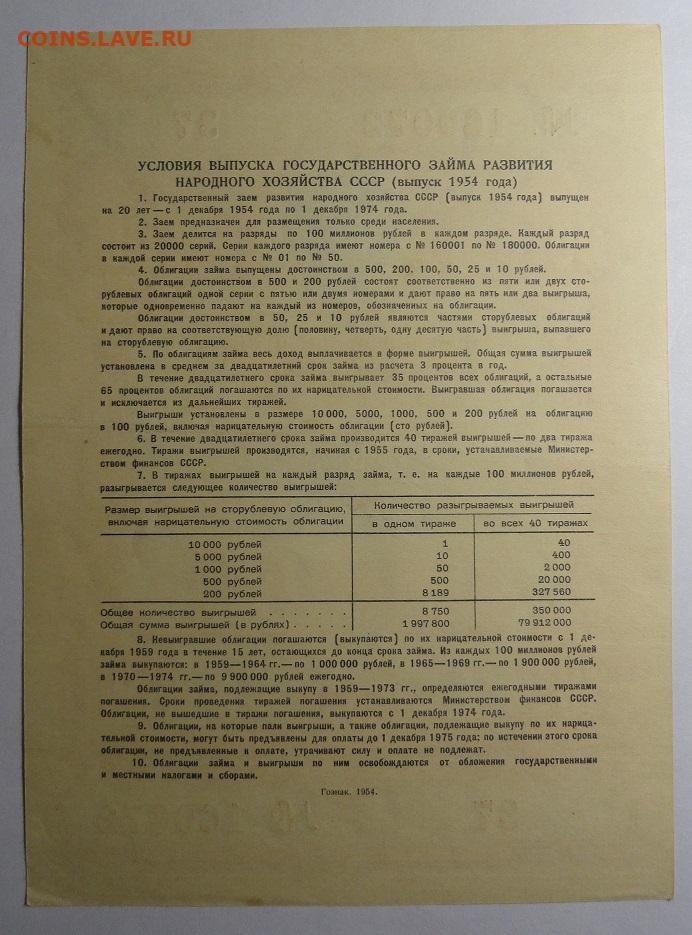 COINS.LAVE.RU
УСЛОВИЯ ВЫПУСКА ГОСУДАРСТВЕННОГО ЗАЙМА РАЗВИТИЯ
НАРОДНОГО ХОЗЯЙСТВА СССР (выпуск 1954 года)
1. Государственный заем развития народного хозяйства СССР (выпуск 1954 года) выпущен
на 20 лет—с 1 декабря 1954 года по 1 декабря 1974 года.
2. Заем предназначен для размещения только среди населения.
3. Заем делится на разряды по 100 миллионов рублей в каждом разряде. Каждый разряд
состоит из 20000 серий. Серии каждого разряда имеют номера с № 160001 по № 180000. Облигации
в каждой серии имеют номера с № 01 по № 50.
4. Облигации займа выпущены достоинством в 500, 200, 100, 50, 25 и 10 рублей.
Облигации достоинством в 500 и 200 рублей состоят соответственно из пяти или двух сто-
рублевых облигаций одной серии с пятью или двумя номерами и дают право на пять или два выигрыша,
которые одновременно падают на каждый из номеров, обозначенных на облигации.
Облигации достоинством в 50, 25 и 10 рублей являются частями сторублевых облигаций
и дают право на соответствующую долю (половину, четверть, одну десятую часть) выигрыша, выпавшего
на сторублевую облигацию.
5. По облигациям займа весь доход выплачивается в форме выигрышей. Общая сумма выигрышей
установлена в среднем за двадцатилетний срок займа из расчета 3 процента в год.
В течение двадцатилетнего срока займа выигрывает 35 процентов всех облигаций, а остальные
65 процентов облигаций погашаются по их нарицательной стоимости. Выигравшая облигация погашается
и исключается из дальнейших тиражей.
Выигрыши установлены в размере 10 000, 5000, 1000, 500 и 200 рублей на облигацию
в 100 рублей, включая нарицательную стоимость облигации (сто рублей).
6. В течение двадцатилетнего срока займа производится 40 тиражей выигрышей—по два тиража
ежегодно. Тиражи выигрышей производятся, начиная с 1955 года, в сроки, устанавливаемые Министер-
ством финансов СССР.
7. В тиражах выигрышей на каждый разряд займа, т. е. на каждые 100 миллионов рублей,
разыгрывается следующее количество выигрышей:
Размер выигрышей на сторублевую облигацию, Количество разыгрываемых выигрышей
включая нарицательную стоимость облигации в одном тираже во всех 40 тиражах
10 000 рублей 1 40
5 000 рублей 10 400
1 000 рублей 50 2 000
500 рублей 500 20 000
200 рублей 8 189 327 560
Общее количество выигрышей . . . . . . . 8 750 350 000
Общая сумма выигрышей (в рублях) . . . . . 1 997 800 79 912 000
8. Невыигравшие облигации погашаются (выкупаются) по их нарицательной стоимости с 1 де-
кабря 1959 года в течение 15 лет, остающихся до конца срока займа. Из каждых 100 миллионов рублей
займа выкупаются: в 1959—1964 гг.—по 1 000 000 рублей, в 1965—1969 гг.—по 1 900 000 рублей,
в 1970—1974 гг.—по 9 900 000 рублей ежегодно.
Облигации займа, подлежащие выкупу в 1959—1973 гг., определяются ежегодными тиражами
погашения. Сроки проведения тиражей погашения устанавливаются Министерством финансов СССР.
Облигации, не вышедшие в тиражи погашения, выкупаются с 1 декабря 1974 года.
9. Облигации, на которые пали выигрыши, а также облигации, подлежащие выкупу по их нарица-
тельной стоимости, могут быть предъявлены для оплаты до 1 декабря 1975 года; по истечении этого срока
облигации, не предъявленные к оплате, утрачивают силу и оплате не подлежат.
10. Облигации займа и выигрыши по ним освобождаются от обложения государственными
и местными налогами и сборами.
Гознак. 1954.